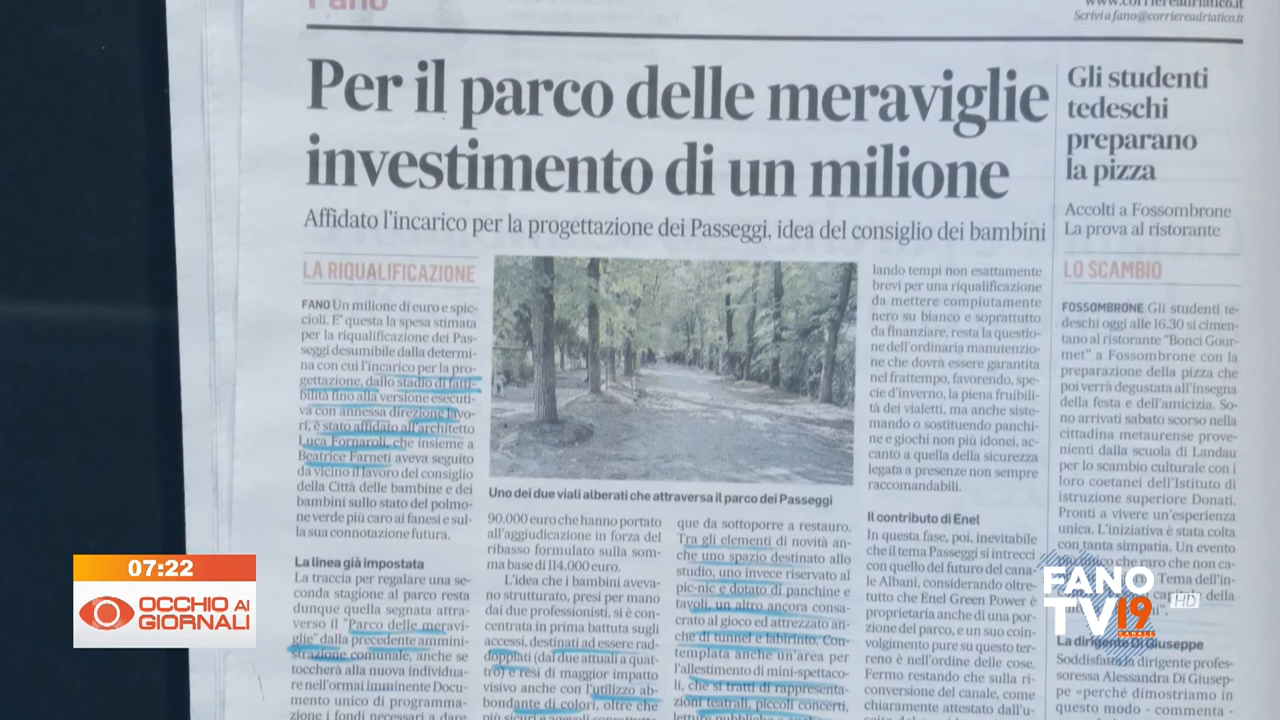 Fano
www.corriereadriatico.it
Scrivi a fano@corriereadriatico.it
Per il parco delle meraviglie
investimento di un milione
Affidato l'incarico per la progettazione dei Passeggi, idea del consiglio dei bambini
LA RIQUALIFICAZIONE
FANO Un milione di euro e spic-
cioli. E' questa la spesa stimata
per la riqualificazione dei Pas-
seggi desumibile dalla determi-
na con cui l'incarico per la pro-
gettazione, dallo stadio di fatti-
bilità fino alla versione esecuti-
va con annessa direzione lavo-
ri, è stato affidato all'architetto
Luca Fornaroli, che insieme a
Beatrice Farneti aveva seguito
da vicino il lavoro del consiglio
della Città delle bambine e dei
bambini sullo stato del polmo-
ne verde più caro ai fanesi e sul-
la sua connotazione futura.
La linea già impostata
La traccia per regalare una se-
conda stagione al parco resta
dunque quella segnata attra-
verso il "Parco delle meravi-
glie" dalla precedente ammini-
strazione comunale, anche se
toccherà alla nuova individua-
re nell'ormai imminente Docu-
mento unico di programma-
zione i fondi necessari a dare
Uno dei due viali alberati che attraversa il parco dei Passeggi
90.000 euro che hanno portato
all'aggiudicazione in forza del
ribasso formulato sulla som-
ma base di 114.000 euro.
L'idea che i bambini aveva-
no strutturato, presi per mano
dai due professionisti, si è con-
centrata in prima battuta sugli
accessi, destinati ad essere rad-
doppiati (dai due attuali a quat-
tro) e resi di maggior impatto
visivo anche con l'utilizzo ab-
bondante di colori, oltre che
que da sottoporre a restauro.
Tra gli elementi di novità an-
che uno spazio destinato allo
studio, uno invece riservato al
pic-nic e dotato di panchine e
tavoli, un altro ancora consa-
crato al gioco ed attrezzato an-
che di tunnel e labirinto. Con-
templata anche un'area per
l'allestimento di mini-spettaco-
li, che si tratti di rappresenta-
zioni teatrali, piccoli concerti,
lando tempi non esattamente
brevi per una riqualificazione
da mettere compiutamente
nero su bianco e soprattutto
da finanziare, resta la questio-
ne dell'ordinaria manutenzio-
ne che dovrà essere garantita
nel frattempo, favorendo, spe-
cie d'inverno, la piena fruibili-
tà dei vialetti, ma anche siste-
mando o sostituendo panchi-
ne e giochi non più idonei, ac-
canto a quella della sicurezza
legata a presenze non sempre
raccomandabili.
Il contributo di Enel
In questa fase, poi, inevitabile
che il tema Passeggi si intrecci
con quello del futuro del cana-
le Albani, considerando oltre-
tutto che Enel Green Power è
proprietaria anche di una por-
zione del parco, e un suo coin-
volgimento pure su questo ter-
reno è nell'ordine delle cose.
Fermo restando che sulla ri-
conversione del canale, come
chiaramente affermato al-
Gli studenti
tedeschi
preparano
la pizza
Accolti a Fossombrone
La prova al ristorante
LO SCAMBIO
FOSSOMBRONE Gli studenti te-
deschi oggi alle 16.30 si cimen-
tano al ristorante "Bonci Gour-
met" a Fossombrone con la
preparazione della pizza che
poi verrà degustata all'insegna
della festa e dell'amicizia. So-
no arrivati sabato scorso nella
cittadina metaurense prove-
nienti dalla scuola di Landau
per lo scambio culturale con i
loro coetanei dell'Istituto di
istruzione superiore Donati.
Pronti a vivere un'esperienza
unica. L'iniziativa è stata colta
con tanta simpatia. Un evento
che non ca-
Tema dell'in-
della
La dirigente Di Giuseppe
Soddisfatta la dirigente profes-
soressa Alessandra Di Giusep-
pe «perché dimostriamo in
questo modo - commenta -
07:22
OCCHIO AI
GIORNALI
FANO
TV19
CANALE
HD